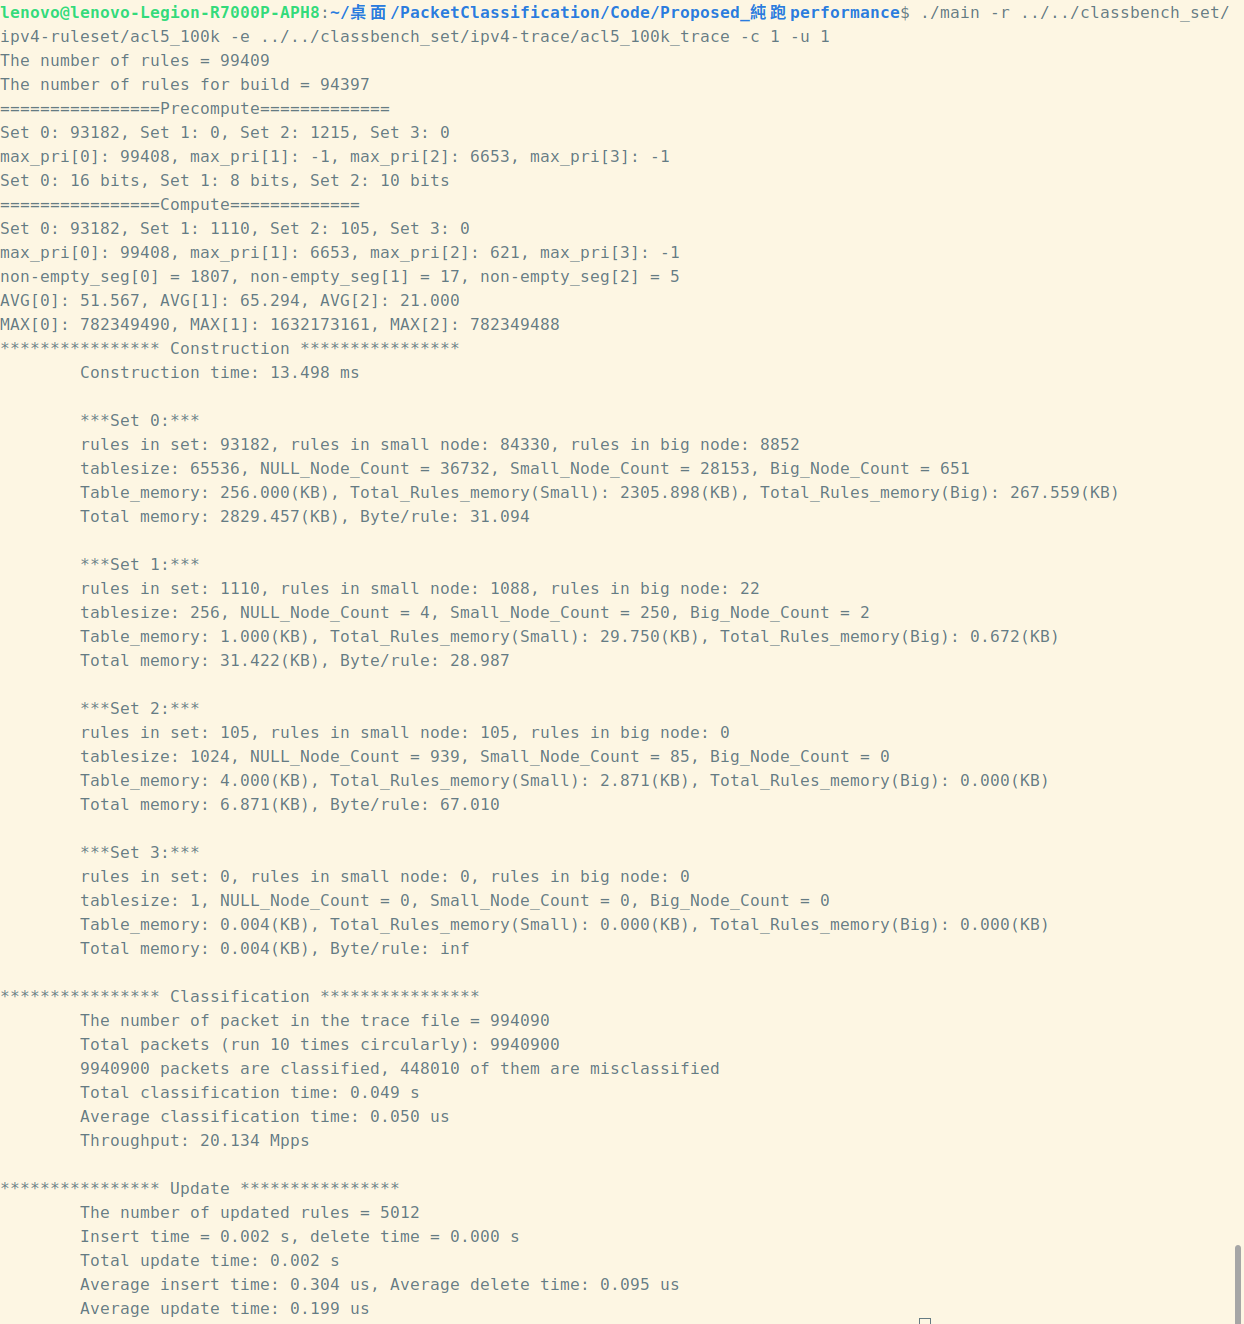 lenovo@lenovo-Legion-R7000P-APH8:~/桌面/PacketClassification/Code/Proposed_純跑performance$ ./main -r ../../classbench_set/
ipv4-ruleset/acl5_100k -e ../../classbench_set/ipv4-trace/acl5_100k_trace -c 1 -u 1
The number of rules = 99409
The number of rules for build = 94397
================Precompute=============
Set 0: 93182, Set 1: 0, Set 2: 1215, Set 3: 0
max_pri[0]: 99408, max_pri[1]: -1, max_pri[2]: 6653, max_pri[3]: -1
Set 0: 16 bits, Set 1: 8 bits, Set 2: 10 bits
================Compute=============
Set 0: 93182, Set 1: 1110, Set 2: 105, Set 3: 0
max_pri[0]: 99408, max_pri[1]: 6653, max_pri[2]: 621, max_pri[3]: -1
non-empty_seg[0] = 1807, non-empty_seg[1] = 17, non-empty_seg[2] = 5
AVG[0]: 51.567, AVG[1]: 65.294, AVG[2]: 21.000
MAX[0]: 782349490, MAX[1]: 1632173161, MAX[2]: 782349488
**************** Construction ****************
Construction time: 13.498 ms
***Set 0:***
rules in set: 93182, rules in small node: 84330, rules in big node: 8852
tablesize: 65536, NULL_Node_Count = 36732, Small_Node_Count = 28153, Big_Node_Count = 651
Table_memory: 256.000(KB), Total_Rules_memory(Small): 2305.898(KB), Total_Rules_memory(Big): 267.559(KB)
Total memory: 2829.457(KB), Byte/rule: 31.094
***Set 1:***
rules in set: 1110, rules in small node: 1088, rules in big node: 22
tablesize: 256, NULL_Node_Count = 4, Small_Node_Count = 250, Big_Node_Count = 2
Table_memory: 1.000(KB), Total_Rules_memory(Small): 29.750(KB), Total_Rules_memory(Big): 0.672(KB)
Total memory: 31.422(KB), Byte/rule: 28.987
***Set 2:***
rules in set: 105, rules in small node: 105, rules in big node: 0
tablesize: 1024, NULL_Node_Count = 939, Small_Node_Count = 85, Big_Node_Count = 0
Table_memory: 4.000(KB), Total_Rules_memory(Small): 2.871(KB), Total_Rules_memory(Big): 0.000(KB)
Total memory: 6.871(KB), Byte/rule: 67.010
***Set 3:***
rules in set: 0, rules in small node: 0, rules in big node: 0
tablesize: 1, NULL_Node_Count = 0, Small_Node_Count = 0, Big_Node_Count = 0
Table_memory: 0.004(KB), Total_Rules_memory(Small): 0.000(KB), Total_Rules_memory(Big): 0.000(KB)
Total memory: 0.004(KB), Byte/rule: inf
**************** Classification ****************
The number of packet in the trace file = 994090
Total packets (run 10 times circularly): 9940900
9940900 packets are classified, 448010 of them are misclassified
Total classification time: 0.049 s
Average classification time: 0.050 us
Throughput: 20.134 Mpps
**************** Update ****************
The number of updated rules = 5012
Insert time = 0.002 s, delete time = 0.000 s
Total update time: 0.002 s
Average insert time: 0.304 us, Average delete time: 0.095 us
Average update time: 0.199 us